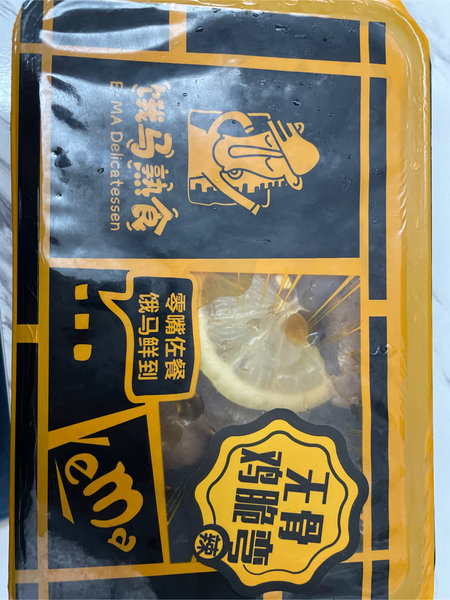 饿马熟食
E MA Delicatessen
零嘴佐餐
饿马鲜到
yema
无骨
鸡脆弯
辣